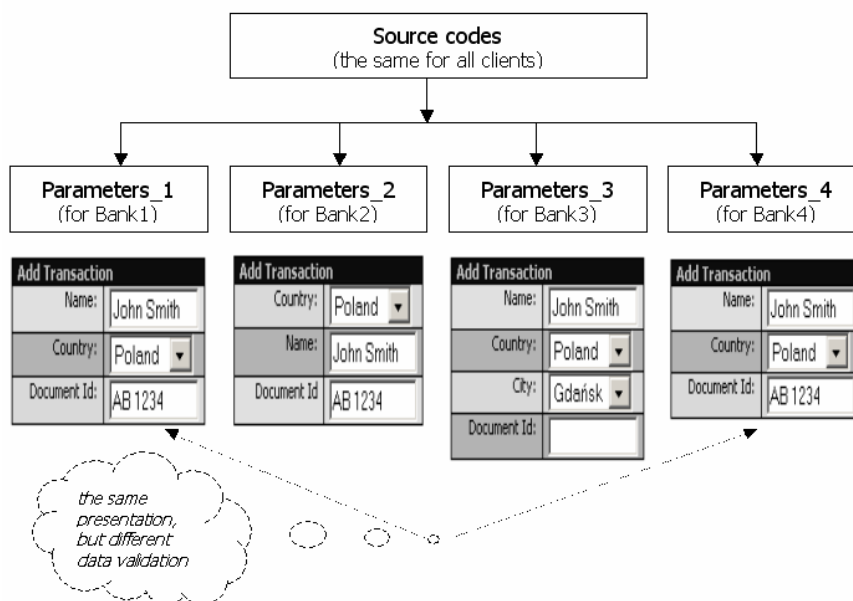 Source codes
(the same for all clients)
Parameters_1
(for Bank1)
Parameters_2
(for Bank2)
Parameters_3
(for Bank3)
Parameters_4
(for Bank4)
Add Transaction
Name: John Smith
Country: Poland
Document Id: AB 1234
Add Transaction
Country: Poland
Name: John Smith
Document Id AB 1234
Add Transaction
Name: John Smith
Country: Poland
City: Gdańsk
Document Id:
Add Transaction
Name: John Smith
Country: Poland
Document Id: AB 1234
the same
presentation,
but different
data validation